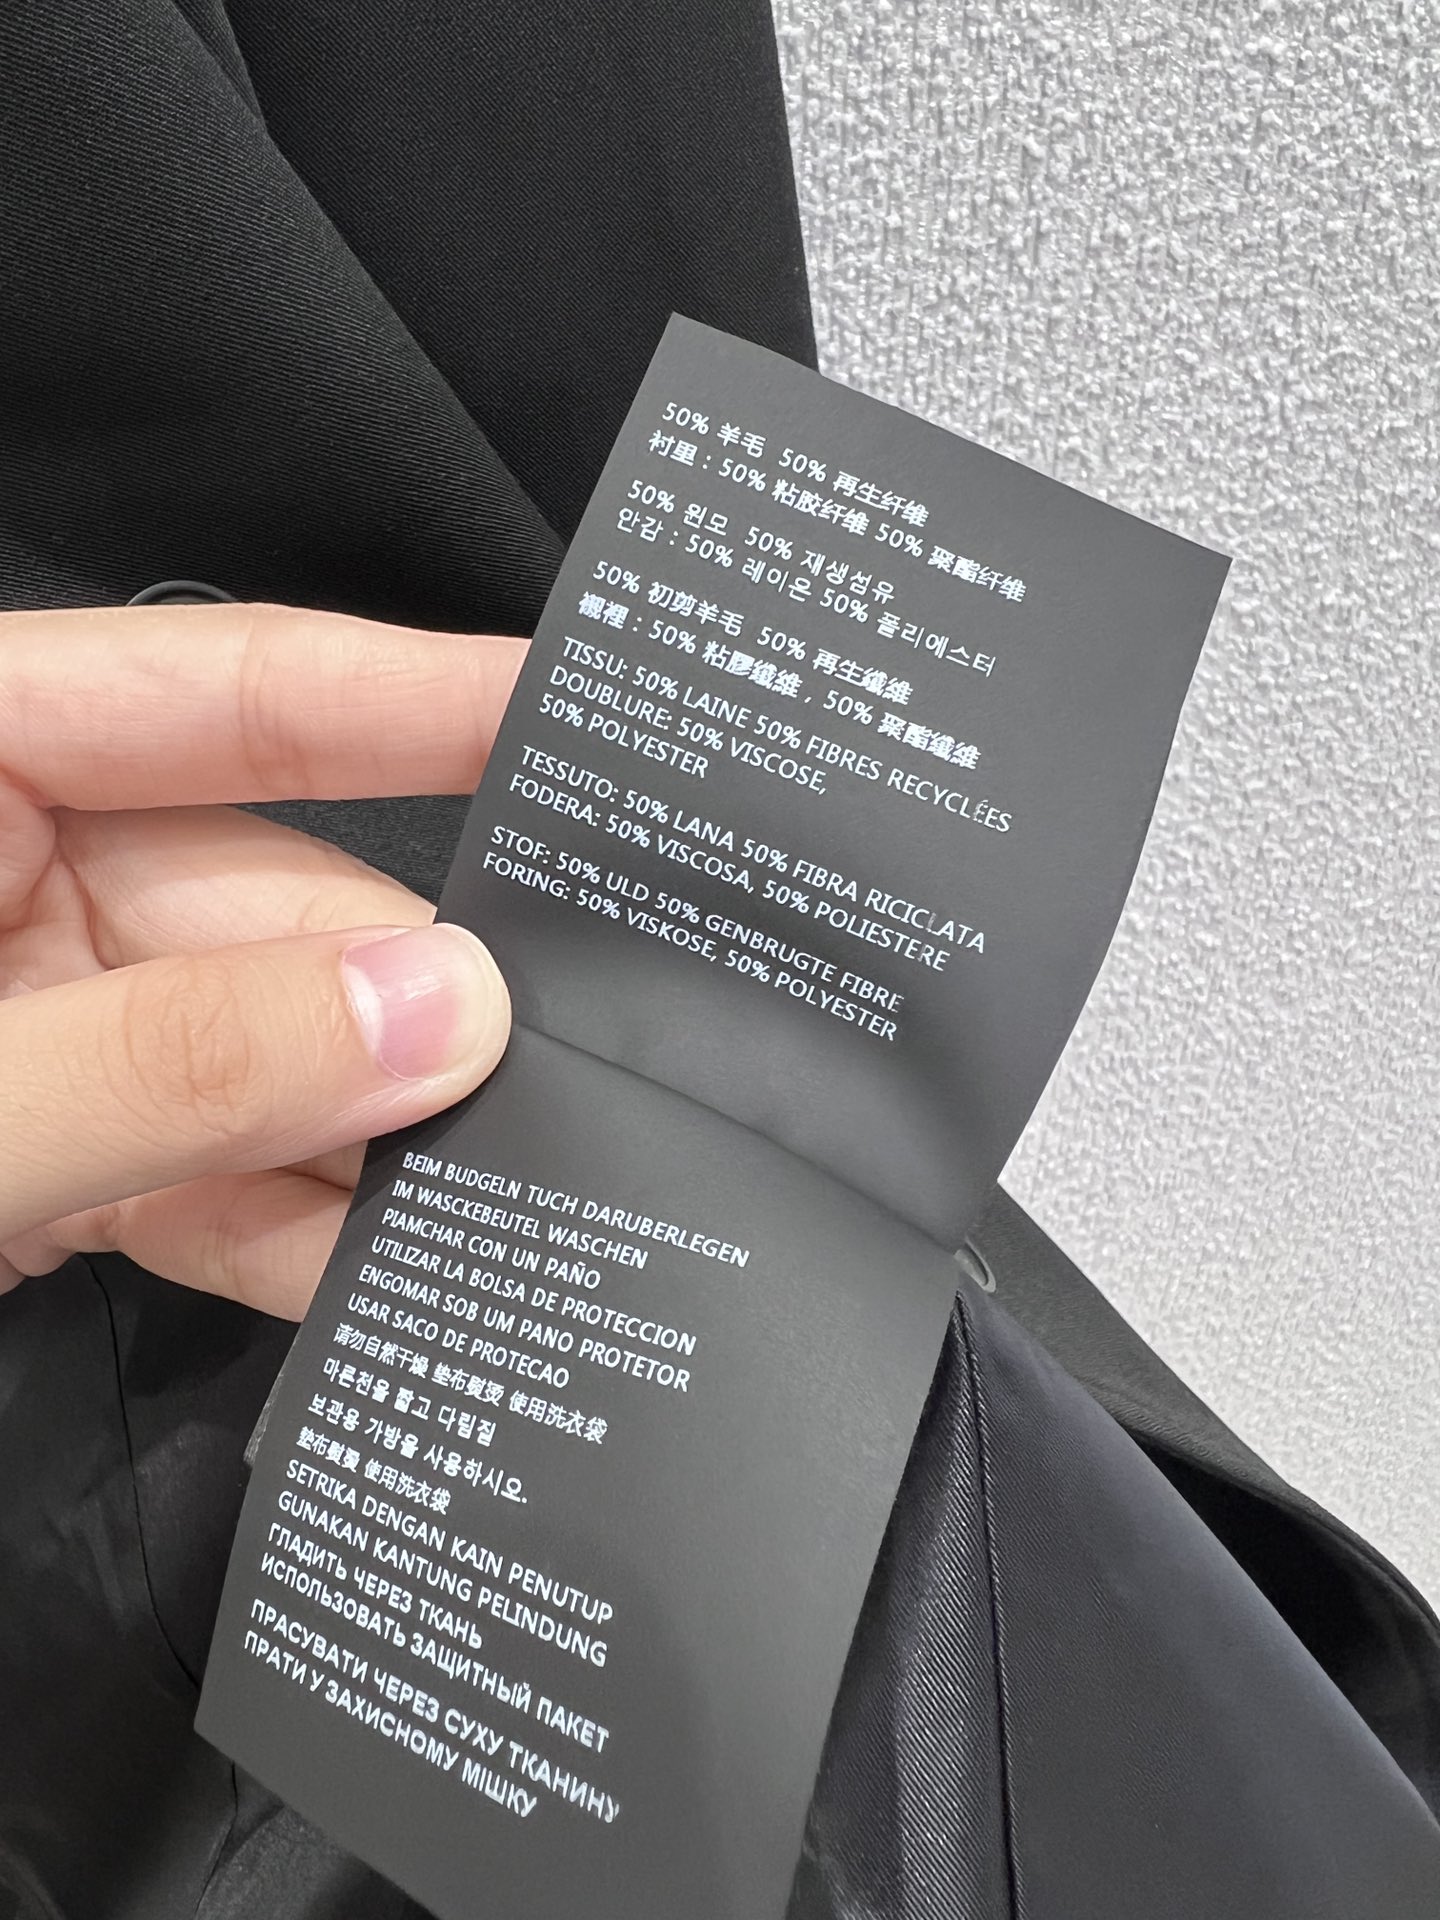 50% 羊毛 50% 再生纤维
衬里：50% 粘胶纤维 50% 聚酯纤维
50% 윈모 50% 재생섬유
안감 : 50% 레이온 50% 폴리에스터
50% 初剪羊毛 50% 再生纖維
襯裡：50% 粘膠纖維，50% 聚酯纖維
TISSU: 50% LAINE 50% FIBRES RECYCLÉES
DOUBLURE: 50% VISCOSE,
50% POLYESTER
TESSUTO: 50% LANA 50% FIBRA RICICLATA
FODERA: 50% VISCOSA, 50% POLIESTERE
STOF: 50% ULD 50% GENBRUGTE FIBRE
FORING: 50% VISKOSE, 50% POLYESTER
BEIM BUDGELN TUCH DARUBERLEGEN
IM WASCKEBEUTEL WASCHEN
PIAMCHAR CON UN PAÑO
UTILIZAR LA BOLSA DE PROTECCION
ENGOMAR SOB UM PANO PROTETOR
USAR SACO DE PROTECAO
请勿自然干燥 垫布熨烫 使用洗衣袋
마른천을 깔고 다림질
보관용 가방을 사용하시오.
垫布熨燙 使用洗衣袋
SETRIKA DENGAN KAIN PENUTUP
GUNAKAN KANTUNG PELINDUNG
ГЛАДИТЬ ЧЕРЕЗ ТКАНЬ
ИСПОЛЬЗОВАТЬ ЗАЩИТНЫЙ ПАКЕТ
ПРАСУВАТИ ЧЕРЕЗ СУХУ ТКАНИНУ
ПРАТИ У ЗАХИСНОМУ МІШКУ